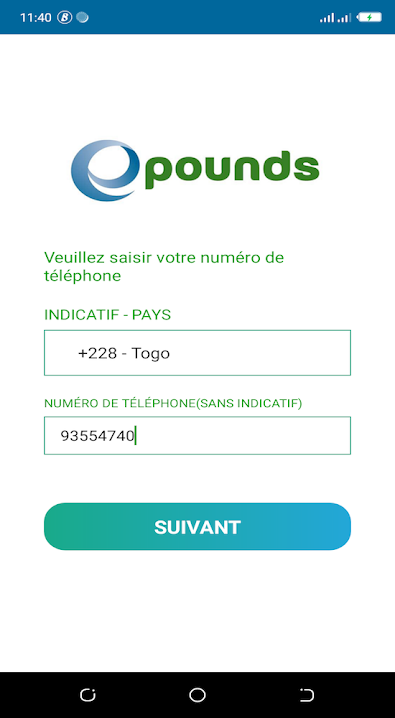 11:40
epounds
Veuillez saisir votre numéro de
téléphone
INDICATIF - PAYS
+228 - Togo
NUMÉRO DE TÉLÉPHONE(SANS INDICATIF)
93554740
SUIVANT